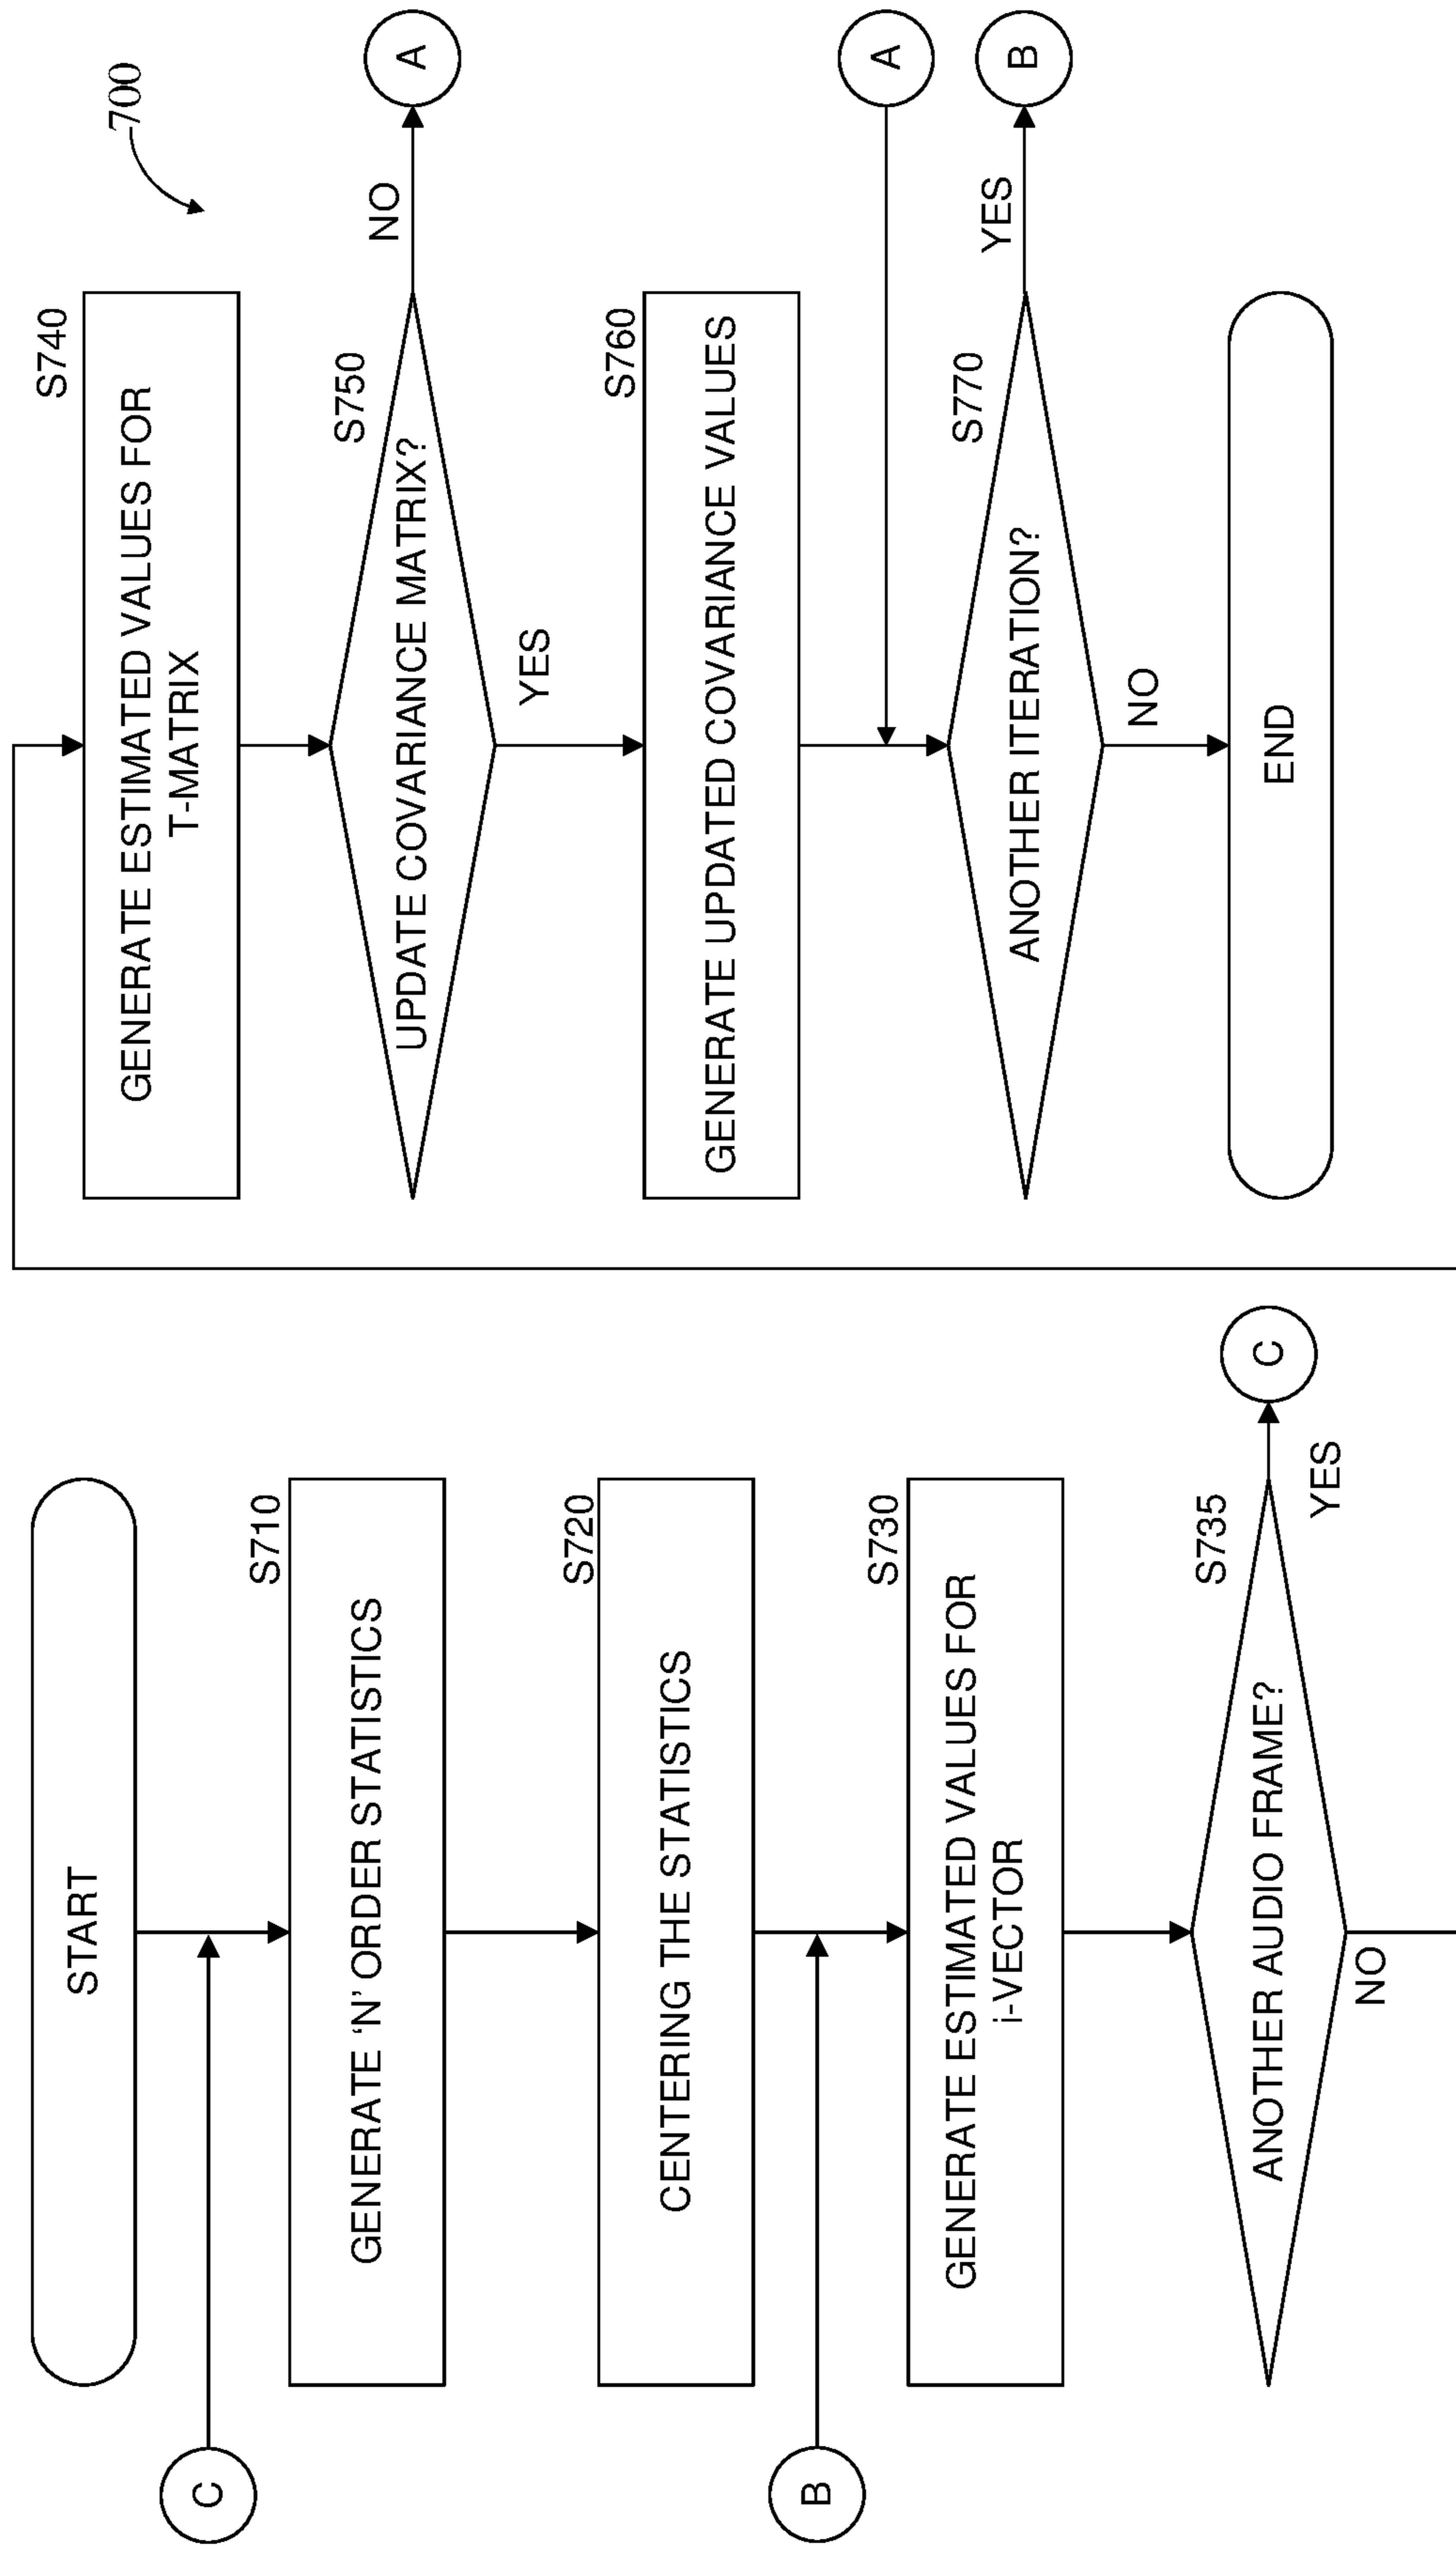 700
START
C
S710
GENERATE ‘N’ ORDER STATISTICS
S720
CENTERING THE STATISTICS
B
S730
GENERATE ESTIMATED VALUES FOR
i-VECTOR
S735
ANOTHER AUDIO FRAME?
YES
C
NO
S740
GENERATE ESTIMATED VALUES FOR
T-MATRIX
S750
UPDATE COVARIANCE MATRIX?
NO
A
YES
S760
GENERATE UPDATED COVARIANCE VALUES
A
S770
ANOTHER ITERATION?
YES
B
NO
END